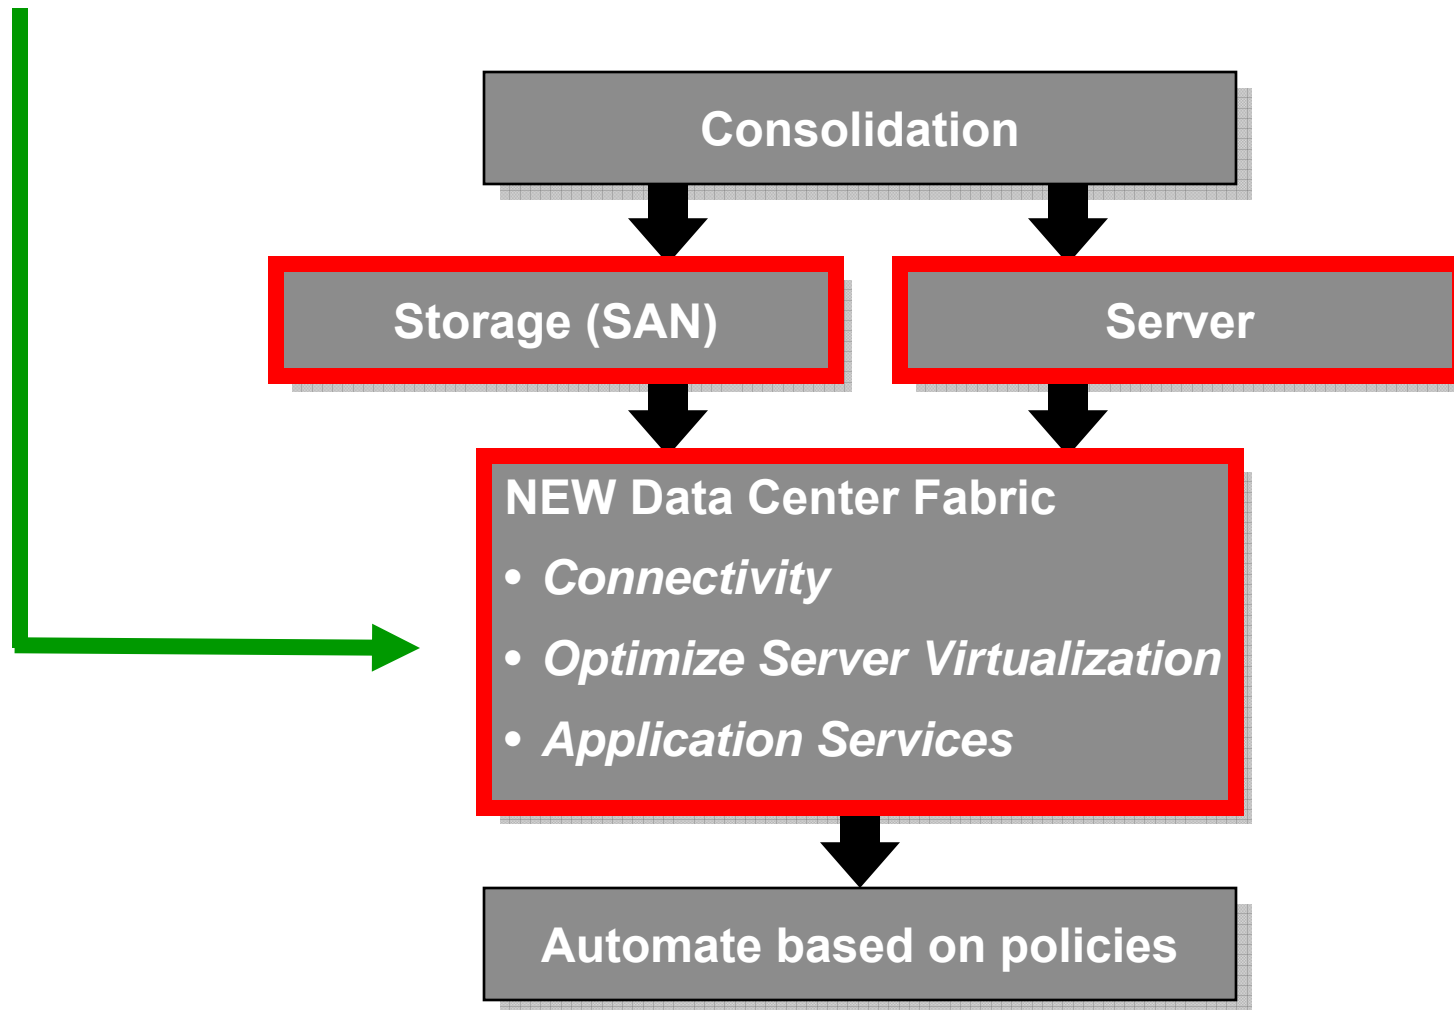 Consolidation
Storage (SAN)
Server
NEW Data Center Fabric
• Connectivity
• Optimize Server Virtualization
• Application Services
Automate based on policies